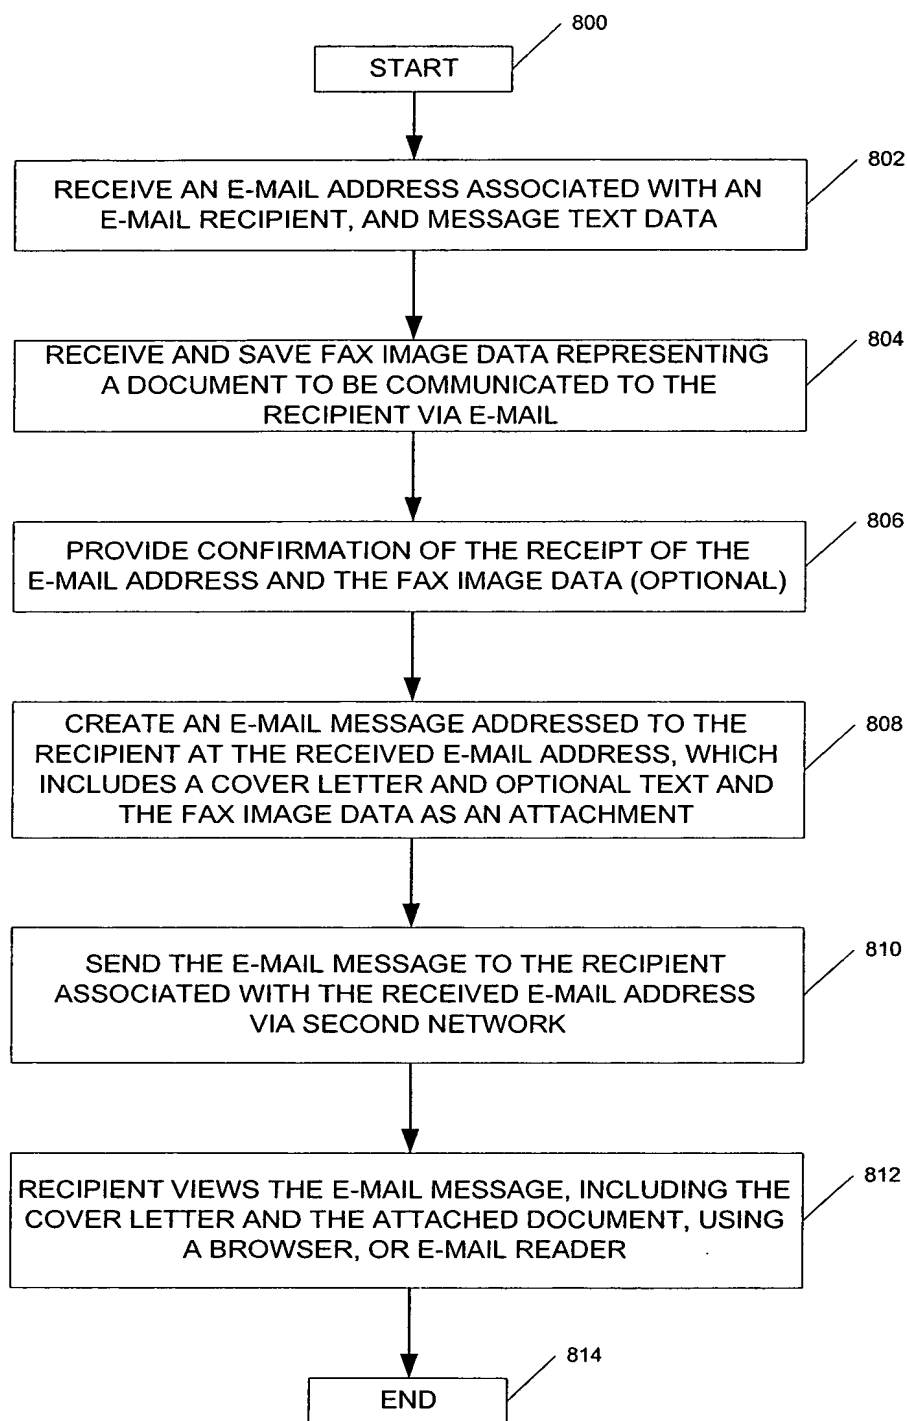 800
START
802
RECEIVE AN E-MAIL ADDRESS ASSOCIATED WITH AN
E-MAIL RECIPIENT, AND MESSAGE TEXT DATA
804
RECEIVE AND SAVE FAX IMAGE DATA REPRESENTING
A DOCUMENT TO BE COMMUNICATED TO THE
RECIPIENT VIA E-MAIL
806
PROVIDE CONFIRMATION OF THE RECEIPT OF THE
E-MAIL ADDRESS AND THE FAX IMAGE DATA (OPTIONAL)
808
CREATE AN E-MAIL MESSAGE ADDRESSED TO THE
RECIPIENT AT THE RECEIVED E-MAIL ADDRESS, WHICH
INCLUDES A COVER LETTER AND OPTIONAL TEXT AND
THE FAX IMAGE DATA AS AN ATTACHMENT
810
SEND THE E-MAIL MESSAGE TO THE RECIPIENT
ASSOCIATED WITH THE RECEIVED E-MAIL ADDRESS
VIA SECOND NETWORK
812
RECIPIENT VIEWS THE E-MAIL MESSAGE, INCLUDING THE
COVER LETTER AND THE ATTACHED DOCUMENT, USING
A BROWSER, OR E-MAIL READER
814
END